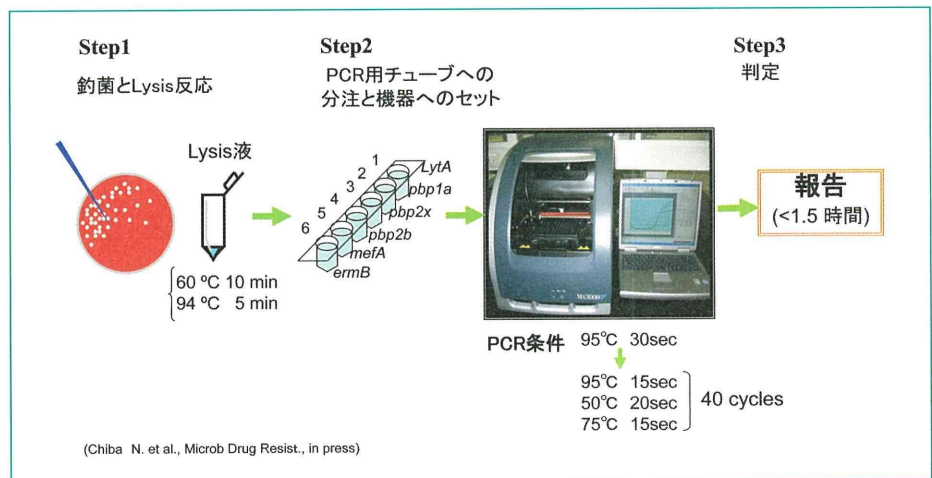 Step1
釣菌とLysis反応
Lysis液
60 ºC 10 min
94 ºC 5 min
Step2
PCR用チューブへの
分注と機器へのセット
1
2
3
4
5
6
LytA
pbp1a
pbp2x
pbp2b
mefA
ermB
Mx3000P
PCR条件 95℃ 30sec
95℃ 15sec
50℃ 20sec
75℃ 15sec
40 cycles
Step3
判定
報告
(<1.5 時間)
(Chiba N. et al., Microb Drug Resist., in press)